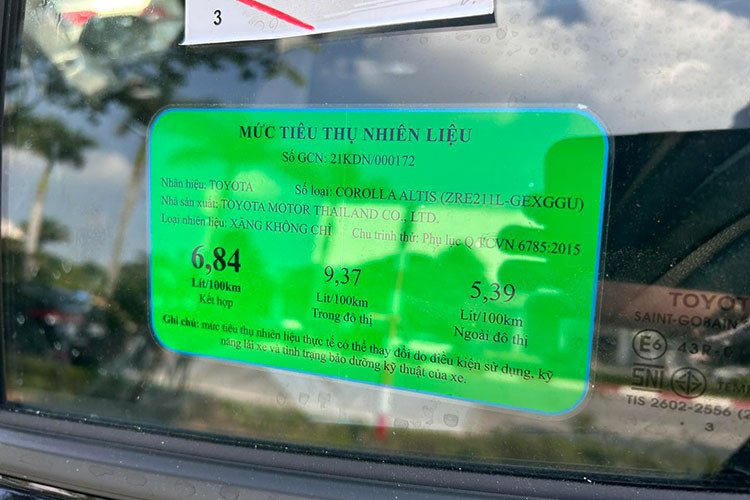 3
MỨC TIÊU THỤ NHIÊN LIỆU
Số GCN: 21KDN/000172
Nhãn hiệu: TOYOTA Số loại: COROLLA ALTIS (ZRE211L-GEXGGU)
Nhà sản xuất: TOYOTA MOTOR THAILAND CO., LTD.
Loại nhiên liệu: XĂNG KHÔNG CHÌ Chu trình thử: Phụ lục Q TCVN 6785:2015
6,84 9,37 5,39
Lít/100km Lít/100km Lít/100km
Kết hợp Trong đô thị Ngoài đô thị
Ghi chú: mức tiêu thụ nhiên liệu thực tế có thể thay đổi do điều kiện sử dụng, kỹ
năng lái xe và tình trạng bảo dưỡng kỹ thuật của xe.
TOYO
SAINT-GOBAIN
E6 43R-
SNI TEM
TIS 2602-2556 (2
3